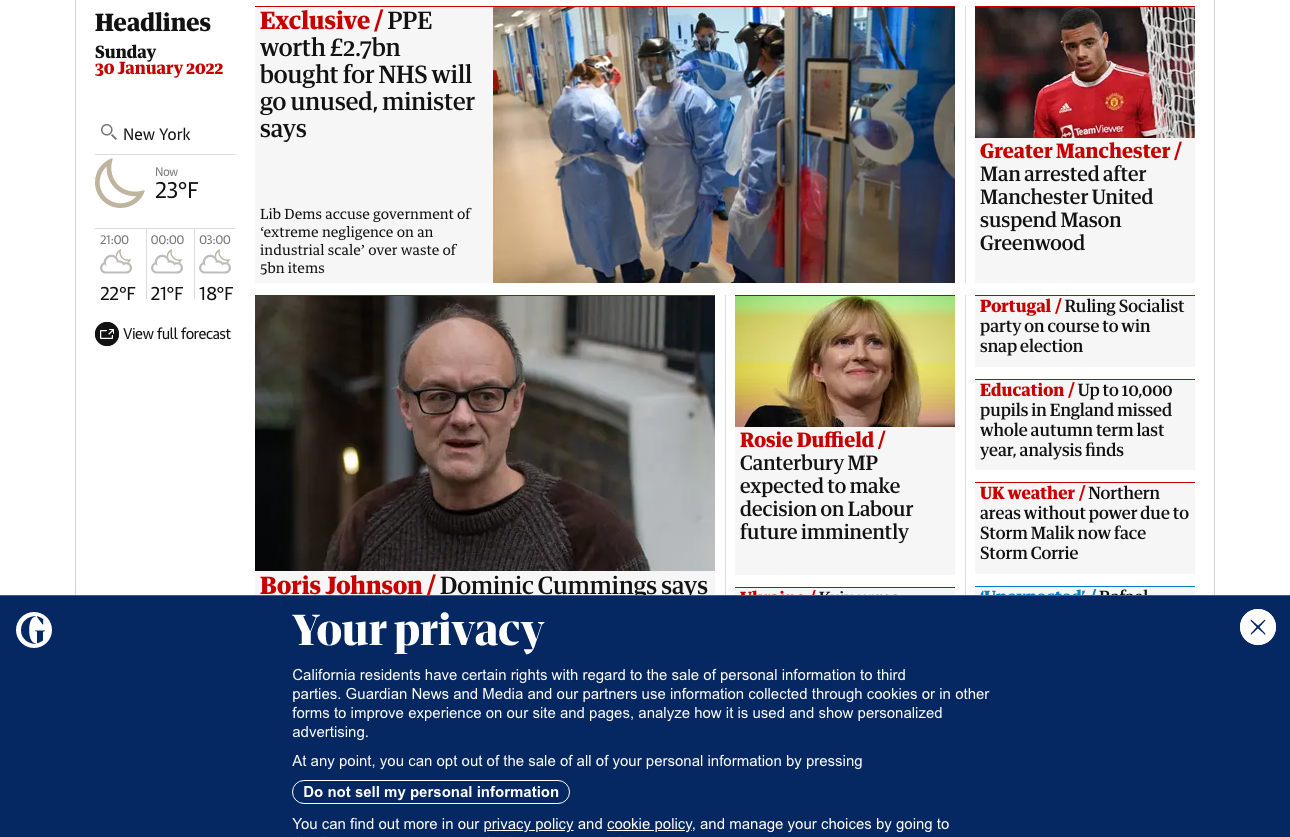 Headlines
Sunday
30 January 2022
New York
Now
23°F
21:00
00:00
03:00
22°F
21°F
18°F
View full forecast
Exclusive / PPE
worth £2.7bn
bought for NHS will
go unused, minister
says
Lib Dems accuse government of
‘extreme negligence on an
industrial scale’ over waste of
5bn items
30
TeamViewer
Greater Manchester /
Man arrested after
Manchester United
suspend Mason
Greenwood
Boris Johnson / Dominic Cummings says
Rosie Duffield /
Canterbury MP
expected to make
decision on Labour
future imminently
Portugal / Ruling Socialist
party on course to win
snap election
Education / Up to 10,000
pupils in England missed
whole autumn term last
year, analysis finds
UK weather / Northern
areas without power due to
Storm Malik now face
Storm Corrie
‘Unexpected’ / Rafael
G
Your privacy
California residents have certain rights with regard to the sale of personal information to third
parties. Guardian News and Media and our partners use information collected through cookies or in other
forms to improve experience on our site and pages, analyze how it is used and show personalized
advertising.
At any point, you can opt out of the sale of all of your personal information by pressing
Do not sell my personal information
You can find out more in our privacy policy and cookie policy, and manage your choices by going to